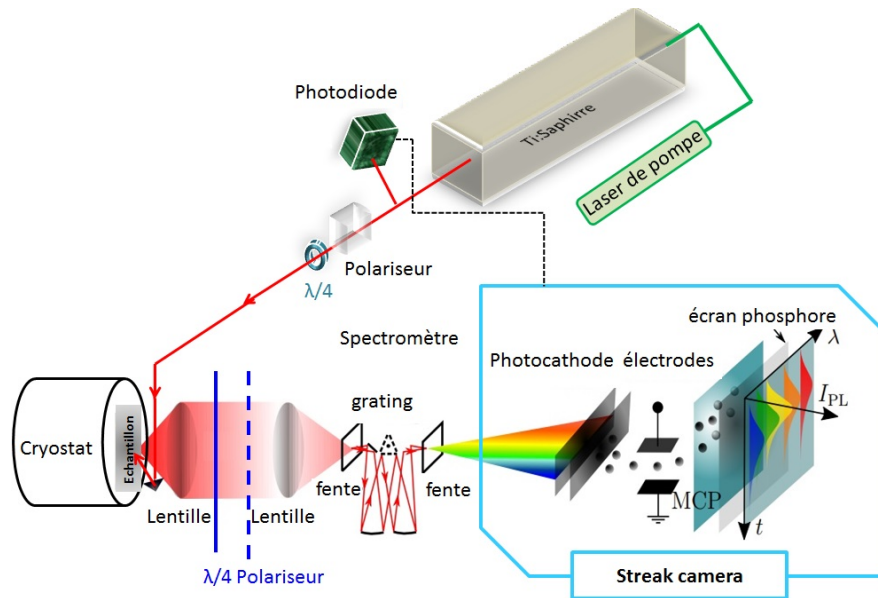 Photodiode
Ti:Saphirre
Laser de pompe
Polariseur
λ/4
Spectromètre
écran phosphore
λ
Photocathode électrodes
I_PL
grating
Cryostat
Echantillon
fente
fente
MCP
Lentille
Lentille
t
λ/4 Polariseur
Streak camera